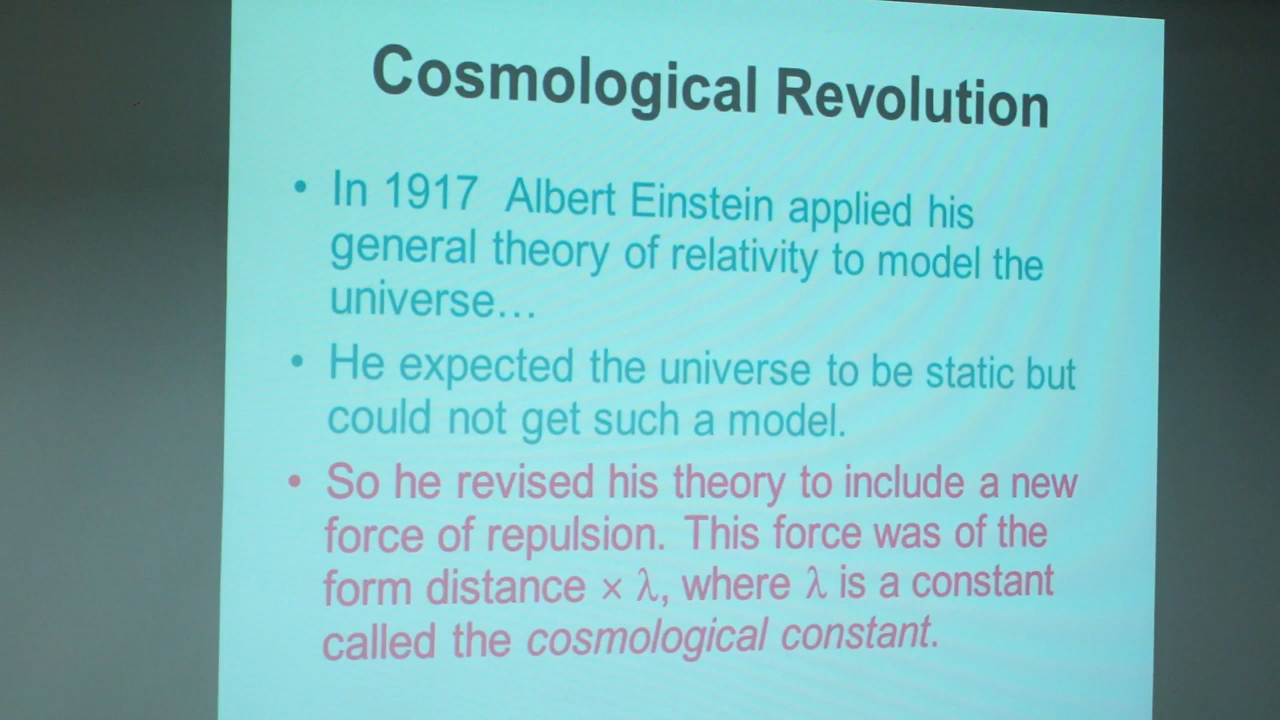 Cosmological Revolution
• In 1917 Albert Einstein applied his
general theory of relativity to model the
universe…
• He expected the universe to be static but
could not get such a model.
• So he revised his theory to include a new
force of repulsion. This force was of the
form distance × λ, where λ is a constant
called the cosmological constant.